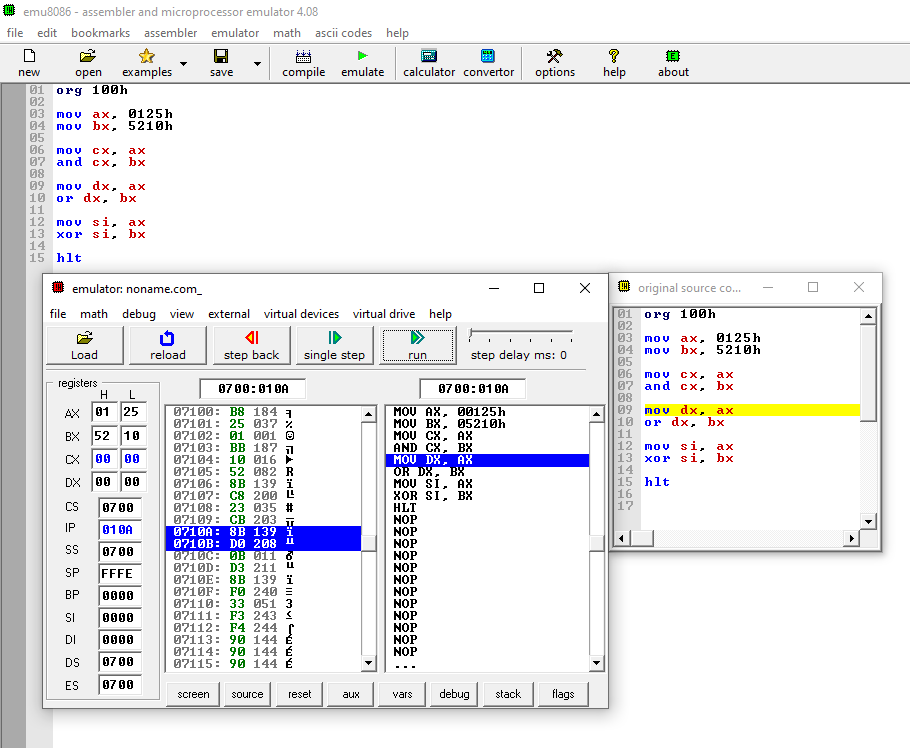 emu8086 - assembler and microprocessor emulator 4.08
file edit bookmarks assembler emulator math ascii codes help
new open examples save compile emulate calculator convertor options help about
01 org 100h
02
03 mov ax, 0125h
04 mov bx, 5210h
05
06 mov cx, ax
07 and cx, bx
08
09 mov dx, ax
10 or dx, bx
11
12 mov si, ax
13 xor si, bx
14
15 hlt
emulator: noname.com_
file math debug view external virtual devices virtual drive help
Load reload step back single step run step delay ms: 0
registers
H L
AX 01 25
BX 52 10
CX 00 00
DX 00 00
CS 0700
IP 010A
SS 0700
SP FFFE
BP 0000
SI 0000
DI 0000
DS 0700
ES 0700
0700:010A
07100: B8 184 ╕
07101: 25 037 %
07102: 01 001 ☺
07103: BB 187 ╗
07104: 10 016 ►
07105: 52 082 R
07106: 8B 139 ï
07107: C8 200 ╚
07108: 23 035 #
07109: CB 203 ╦
0710A: 8B 139 ï
0710B: D0 208 ╨
0710C: 0B 011 ♂
0710D: D3 211 ╙
0710E: 8B 139 ï
0710F: F0 240 ≡
07110: 33 051 3
07111: F3 243 ≤
07112: F4 244 ⌠
07113: 90 144 É
07114: 90 144 É
07115: 90 144 É
0700:010A
MOV AX, 00125h
MOV BX, 05210h
MOV CX, AX
AND CX, BX
MOV DX, AX
OR DX, BX
MOV SI, AX
XOR SI, BX
HLT
NOP
NOP
NOP
NOP
NOP
NOP
NOP
NOP
NOP
NOP
NOP
NOP
...
screen source reset aux vars debug stack flags
original source co...
01 org 100h
02
03 mov ax, 0125h
04 mov bx, 5210h
05
06 mov cx, ax
07 and cx, bx
08
09 mov dx, ax
10 or dx, bx
11
12 mov si, ax
13 xor si, bx
14
15 hlt
16
17